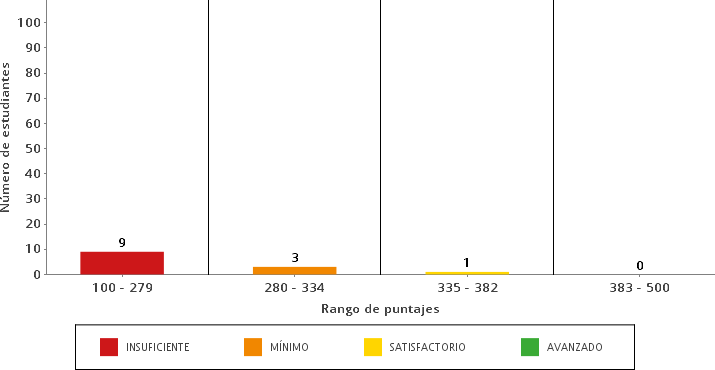 Número de estudiantes
100
90
80
70
60
50
40
30
20
10
0
9
3
1
0
100 - 279
280 - 334
335 - 382
383 - 500
Rango de puntajes
INSUFICIENTE
MÍNIMO
SATISFACTORIO
AVANZADO